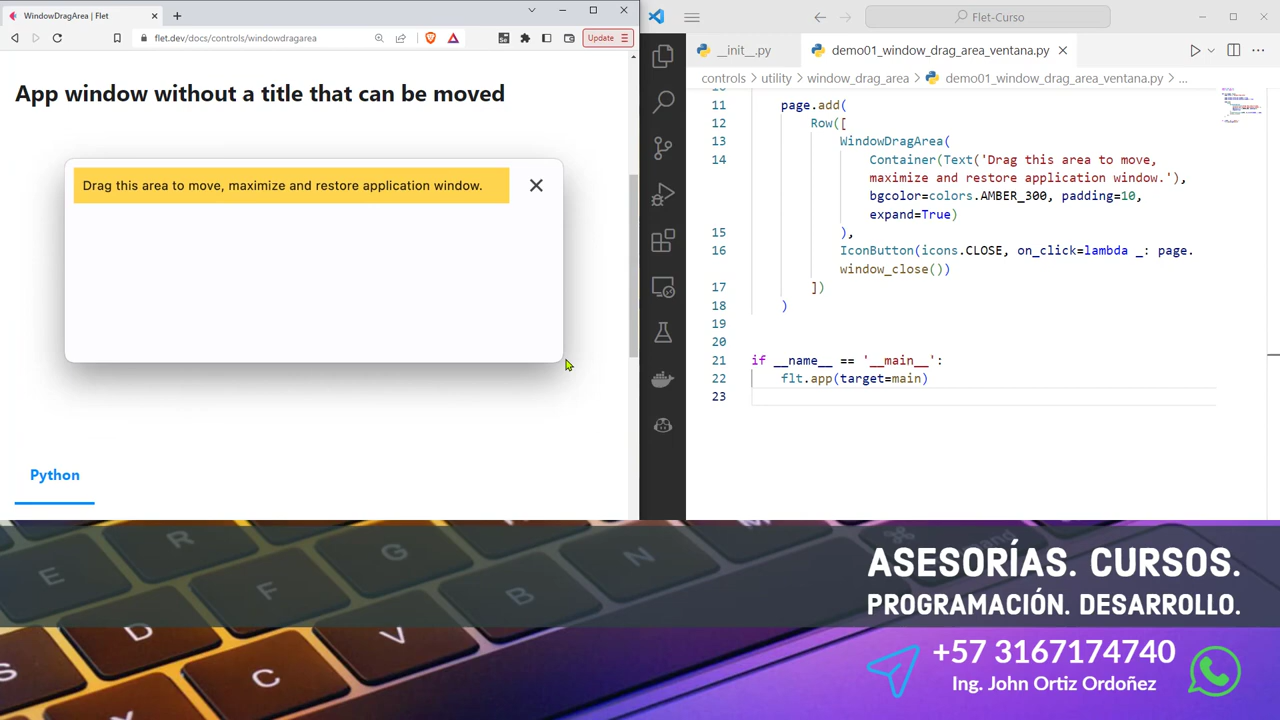 WindowDragArea | Flet
flet.dev/docs/controls/windowdragarea
Update
App window without a title that can be moved
Drag this area to move, maximize and restore application window.
Python
Flet-Curso
__init__.py
demo01_window_drag_area_ventana.py
controls > utility > window_drag_area > demo01_window_drag_area_ventana.py > ...
11 page.add(
12 Row([
13 WindowDragArea(
14 Container(Text('Drag this area to move,
maximize and restore application window.'),
bgcolor=colors.AMBER_300, padding=10,
expand=True)
15 ),
16 IconButton(icons.CLOSE, on_click=lambda _: page.
window_close())
17 ])
18 )
19
20
21 if __name__ == '__main__':
22 flt.app(target=main)
23
E R G I F H N M B D V C S
ASESORÍAS. CURSOS.
PROGRAMACIÓN. DESARROLLO.
+57 3167174740
Ing. John Ortiz Ordoñez